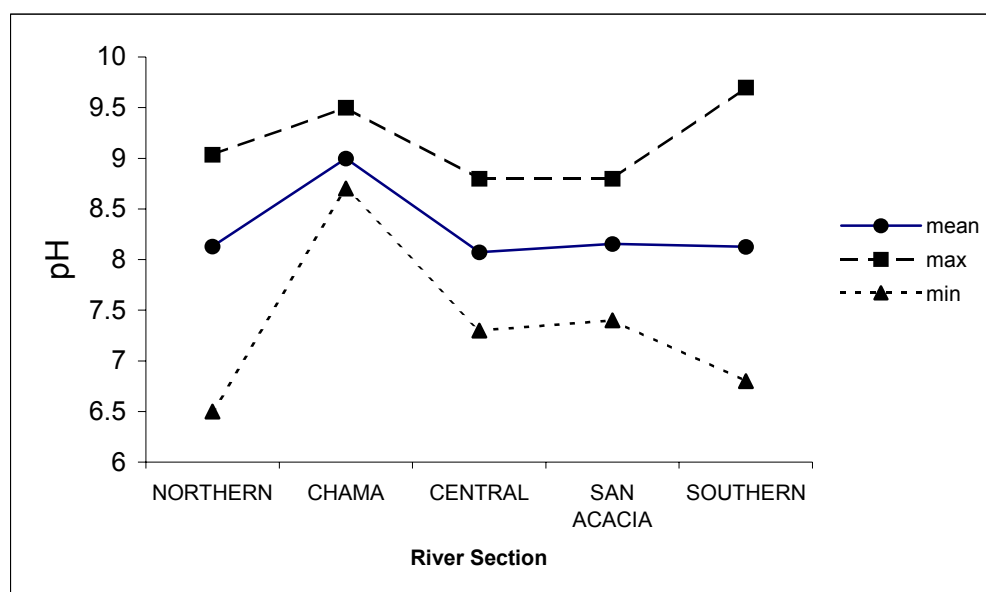 10
9.5
9
8.5
8
7.5
7
6.5
6
pH
NORTHERN CHAMA CENTRAL SAN ACACIA SOUTHERN
River Section
mean
max
min